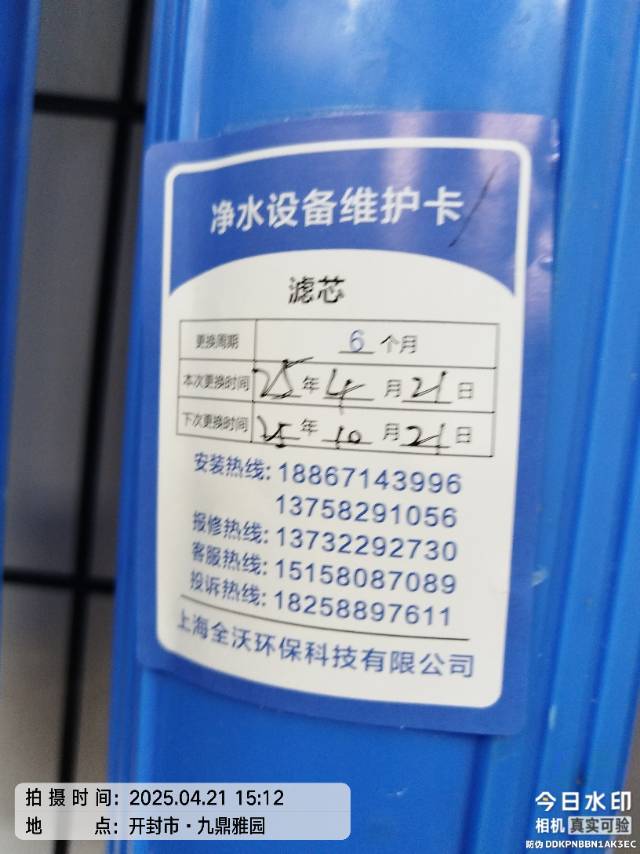 净水设备维护卡
滤芯
更换周期 6 个月
本次更换时间 25 年 4 月 21 日
下次更换时间 25 年 10 月 21 日
安装热线: 18867143996
13758291056
报修热线: 13732292730
客服热线: 15158087089
投诉热线: 18258897611
上海全沃环保科技有限公司
拍摄时间: 2025.04.21 15:12
地点: 开封市·九鼎雅园
今日水印
相机 真实可验
防伪 DDKPNBBN1AK3EC